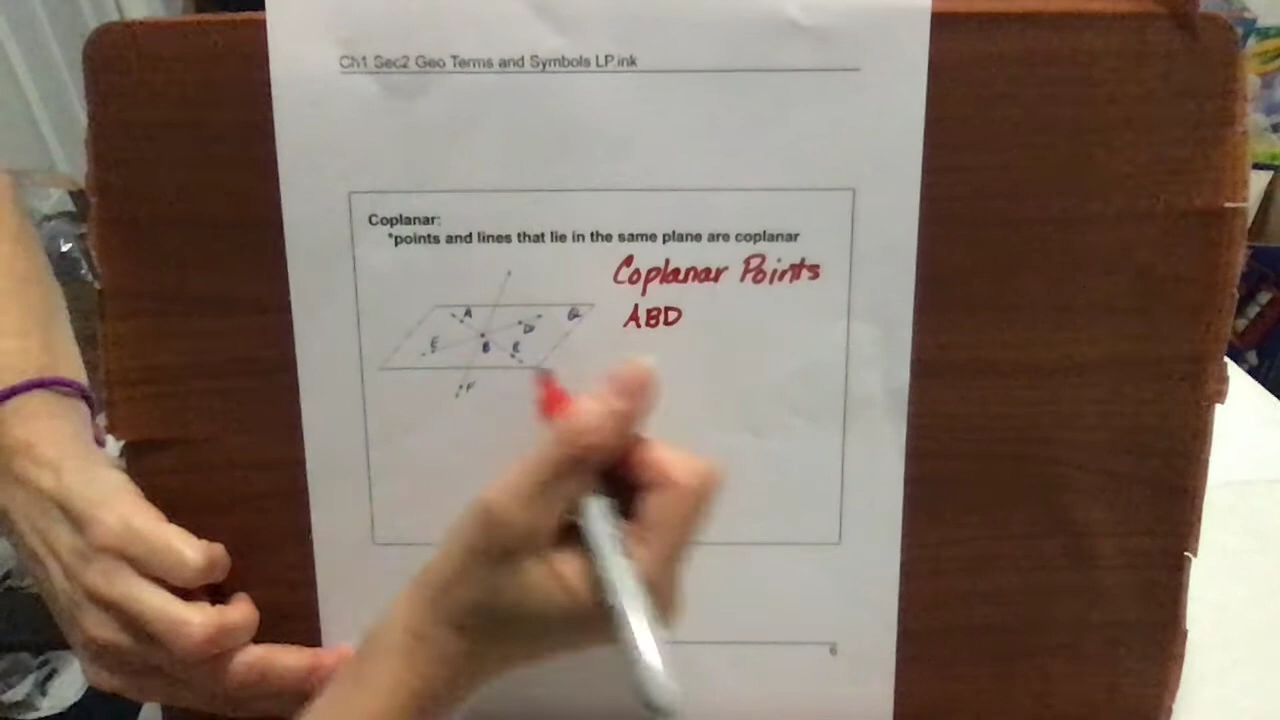 Ch1 Sec2 Geo Terms and Symbols LP.ink
Coplanar:
*points and lines that lie in the same plane are coplanar
Coplanar Points
ABD
A
D
E
B
F
6